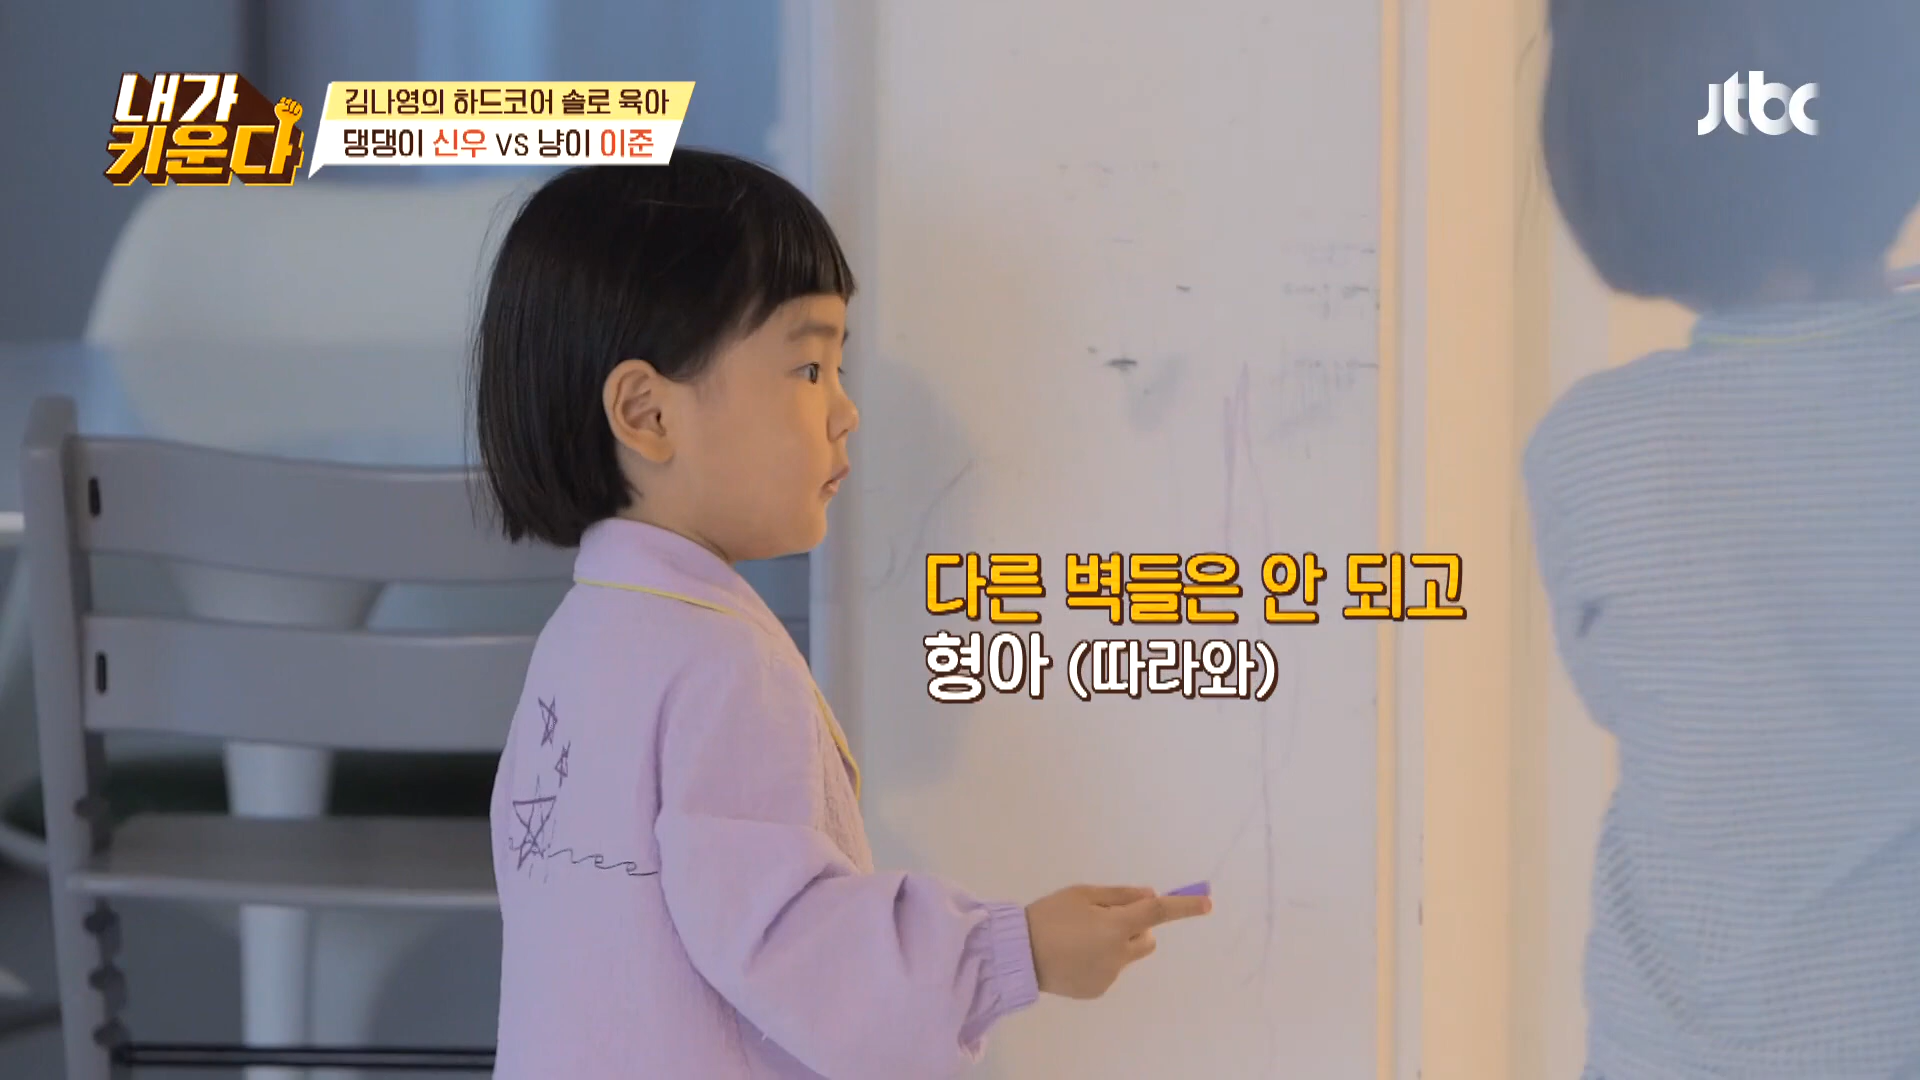 내가
키운다
김나영의 하드코어 솔로 육아
댕댕이 신우 VS 냥이 이준
jtbc
다른 벽들은 안 되고
형아 (따라와)